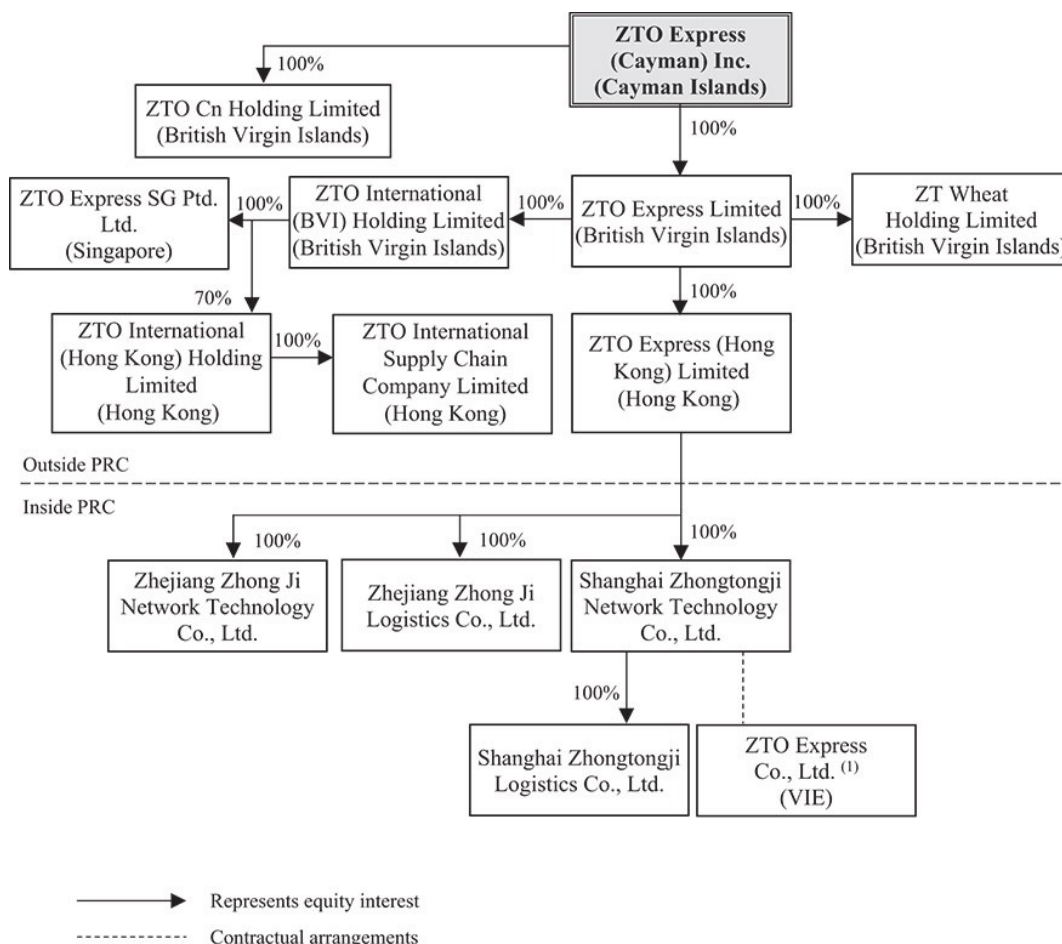 ZTO Express
(Cayman) Inc.
(Cayman Islands)
100%
ZTO Cn Holding Limited
(British Virgin Islands)
100%
ZTO Express SG Ptd.
Ltd.
(Singapore)
100%
ZTO International
(BVI) Holding Limited
(British Virgin Islands)
100%
ZTO Express Limited
(British Virgin Islands)
100%
ZT Wheat
Holding Limited
(British Virgin Islands)
70%
100%
ZTO International
(Hong Kong) Holding
Limited
(Hong Kong)
100%
ZTO International
Supply Chain
Company Limited
(Hong Kong)
ZTO Express (Hong
Kong) Limited
(Hong Kong)
Outside PRC
Inside PRC
100%
100%
100%
Zhejiang Zhong Ji
Network Technology
Co., Ltd.
Zhejiang Zhong Ji
Logistics Co., Ltd.
Shanghai Zhongtongji
Network Technology
Co., Ltd.
100%
Shanghai Zhongtongji
Logistics Co., Ltd.
ZTO Express
Co., Ltd. (1)
(VIE)
Represents equity interest
Contractual arrangements